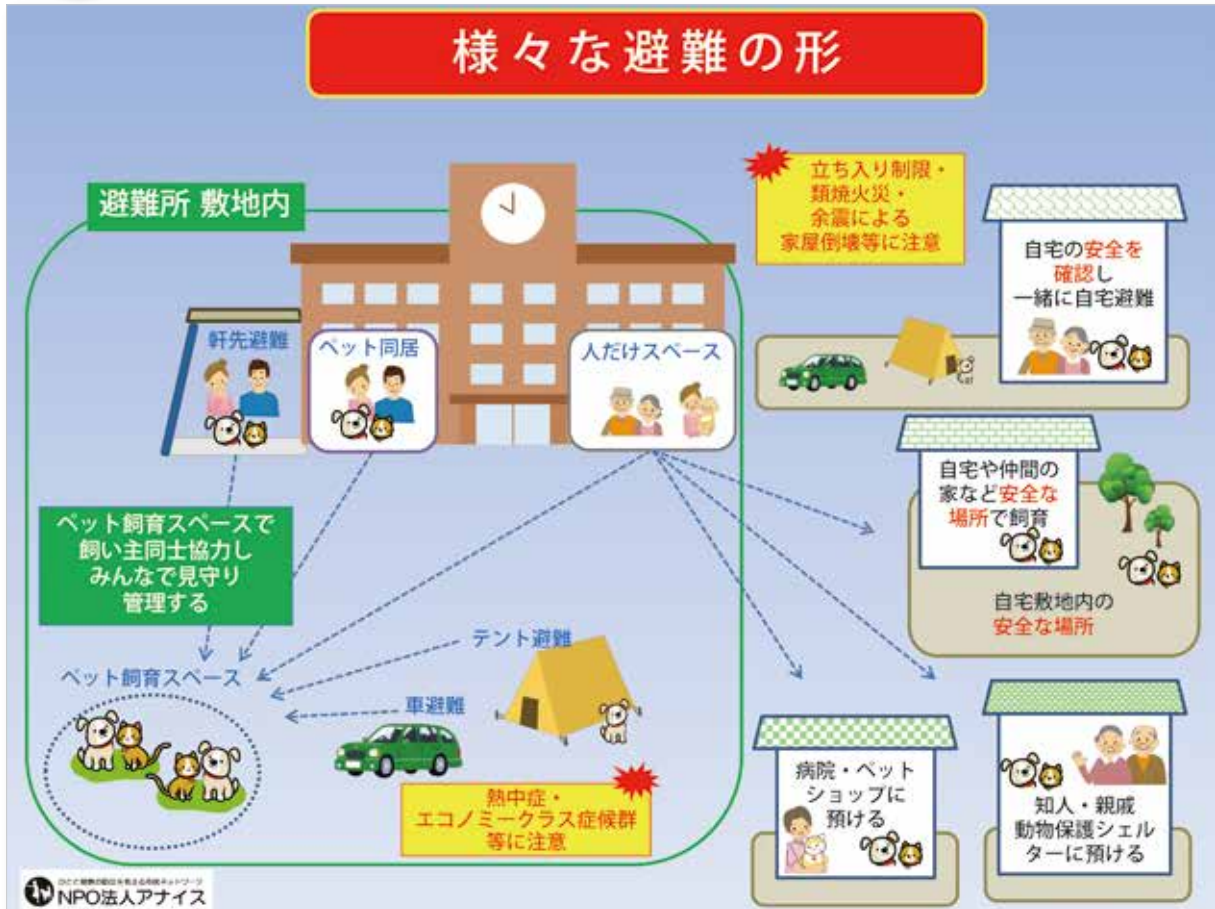 様々な避難の形
避難所 敷地内
立ち入り制限・
類焼火災・
余震による
家屋倒壊等に注意
自宅の安全を
確認し
一緒に自宅避難
軒先避難
ペット同居
人だけスペース
自宅や仲間の
家など安全な
場所で飼育
自宅敷地内の
安全な場所
ペット飼育スペースで
飼い主同士協力し
みんなで見守り
管理する
ペット飼育スペース
テント避難
車避難
熱中症・
エコノミークラス症候群
等に注意
病院・ペット
ショップに
預ける
知人・親戚
動物保護シェル
ターに預ける
NPO法人アナイス